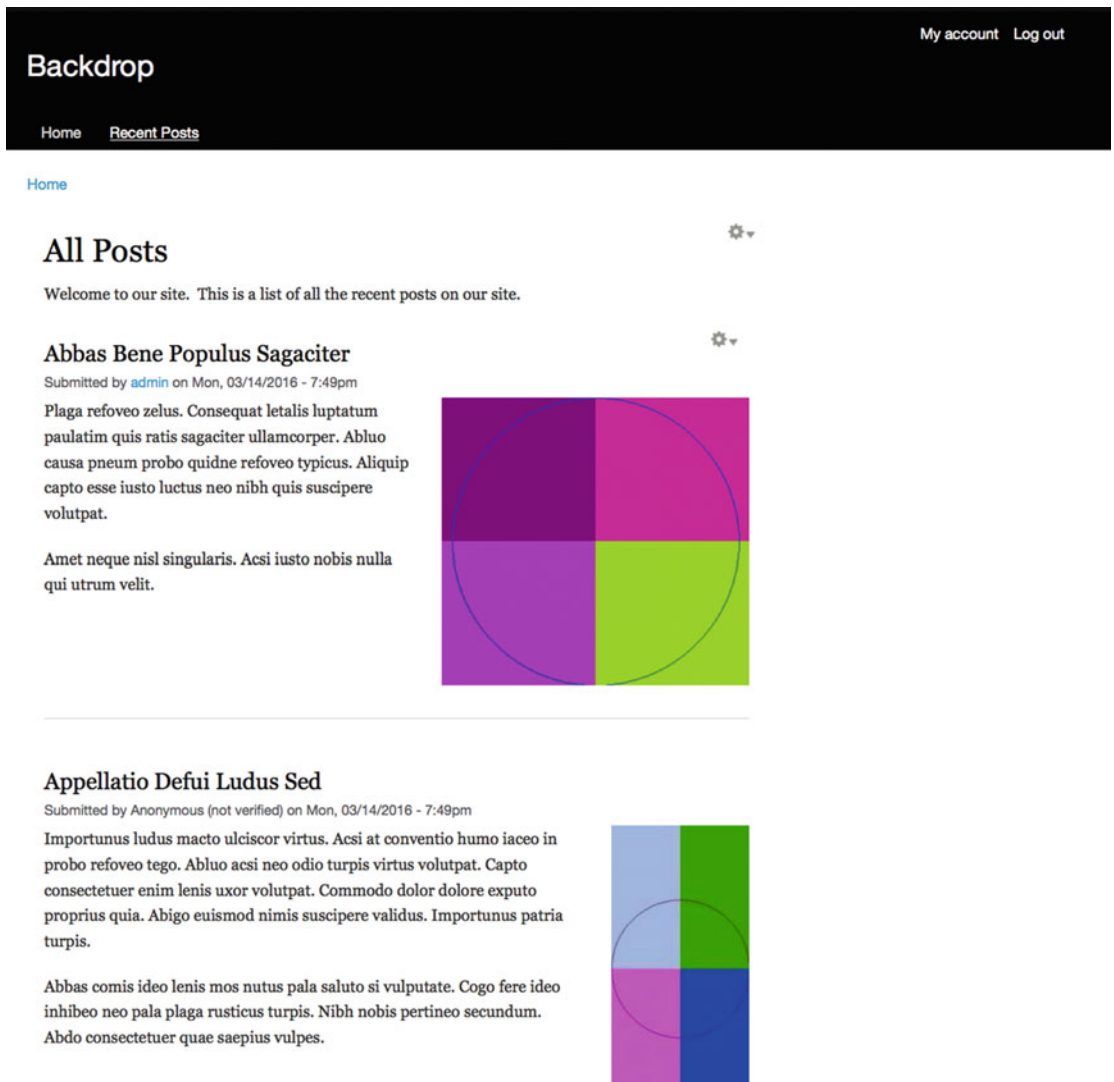 My account Log out
Backdrop
Home Recent Posts
Home
All Posts
Welcome to our site. This is a list of all the recent posts on our site.
Abbas Bene Populus Sagaciter
Submitted by admin on Mon, 03/14/2016 - 7:49pm
Plaga refoveo zelus. Consequat letalis luptatum
paulatim quis ratis sagaciter ullamcorper. Abluo
causa pneum probo quidne refoveo typicus. Aliquip
capto esse iusto luctus neo nibh quis suscipere
volutpat.
Amet neque nisl singularis. Acsi iusto nobis nulla
qui utrum velit.
Appellatio Defui Ludus Sed
Submitted by Anonymous (not verified) on Mon, 03/14/2016 - 7:49pm
Importunus ludus macto ulciscor virtus. Acsi at conventio humo iaceo in
probo refoveo tego. Abluo acsi neo odio turpis virtus volutpat. Capto
consectetuer enim lenis uxor volutpat. Commodo dolor dolore exputo
proprius quia. Abigo euismod nimis suscipere validus. Importunus patria
turpis.
Abbas comis ideo lenis mos nutus pala saluto si vulputate. Cogo fere ideo
inhibeo neo pala plaga rusticus turpis. Nibh nobis pertineo secundum.
Abdo consectetuer quae saepius vulpes.